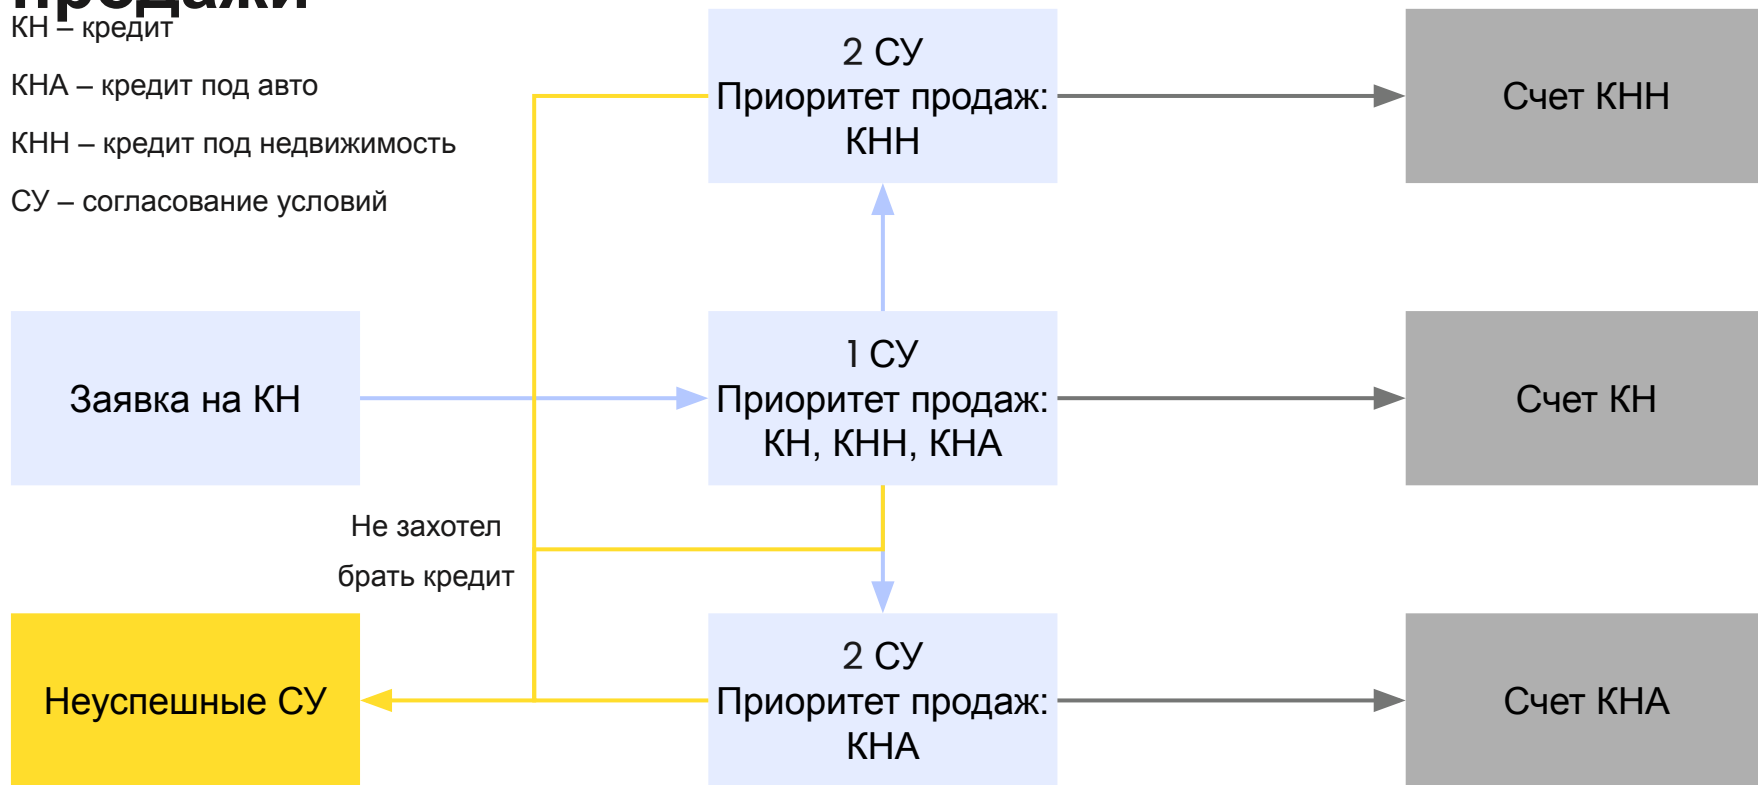 продажи
КН – кредит
КНА – кредит под авто
КНН – кредит под недвижимость
СУ – согласование условий
2 СУ
Приоритет продаж:
КНН
Счет КНН
Заявка на КН
1 СУ
Приоритет продаж:
КН, КНН, КНА
Счет КН
Не захотел
брать кредит
Неуспешные СУ
2 СУ
Приоритет продаж:
КНА
Счет КНА